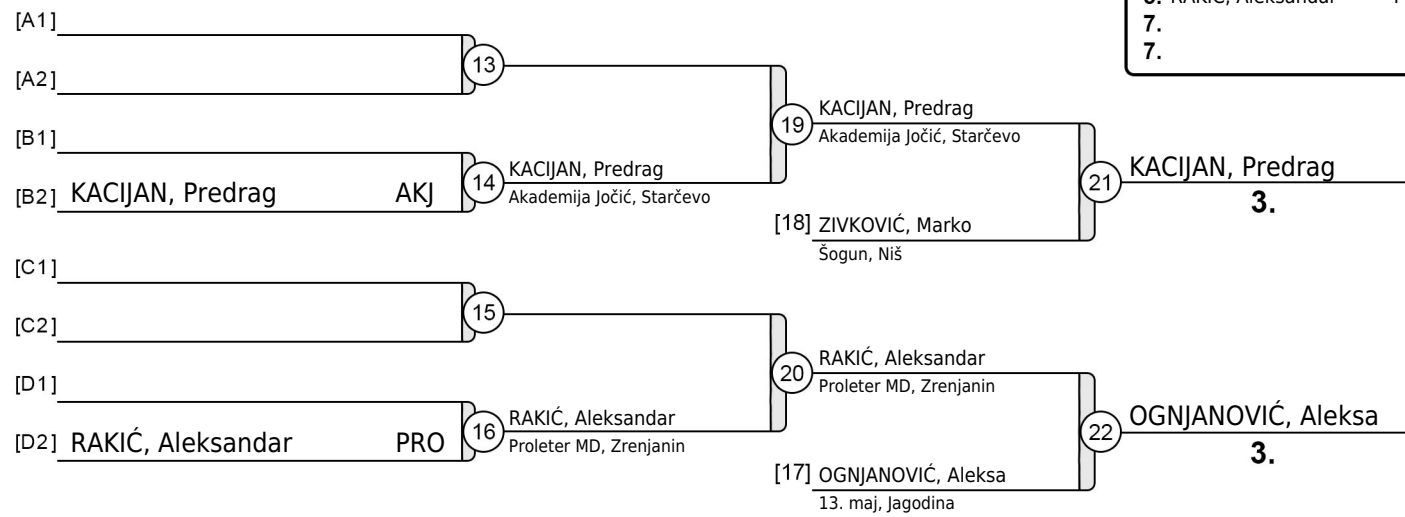 RAKIĆ, Aleksandar
7.
7.
[A1]
13
[A2]
19 KACIJAN, Predrag
Akademija Jočić, Starčevo
[B1]
14 KACIJAN, Predrag
Akademija Jočić, Starčevo
[B2] KACIJAN, Predrag AKJ
21 KACIJAN, Predrag
3.
[18] ZIVKOVIĆ, Marko
Šogun, Niš
[C1]
15
[C2]
20 RAKIĆ, Aleksandar
Proleter MD, Zrenjanin
[D1]
16 RAKIĆ, Aleksandar
Proleter MD, Zrenjanin
[D2] RAKIĆ, Aleksandar PRO
22 OGNJANOVIĆ, Aleksa
3.
[17] OGNJANOVIĆ, Aleksa
13. maj, Jagodina